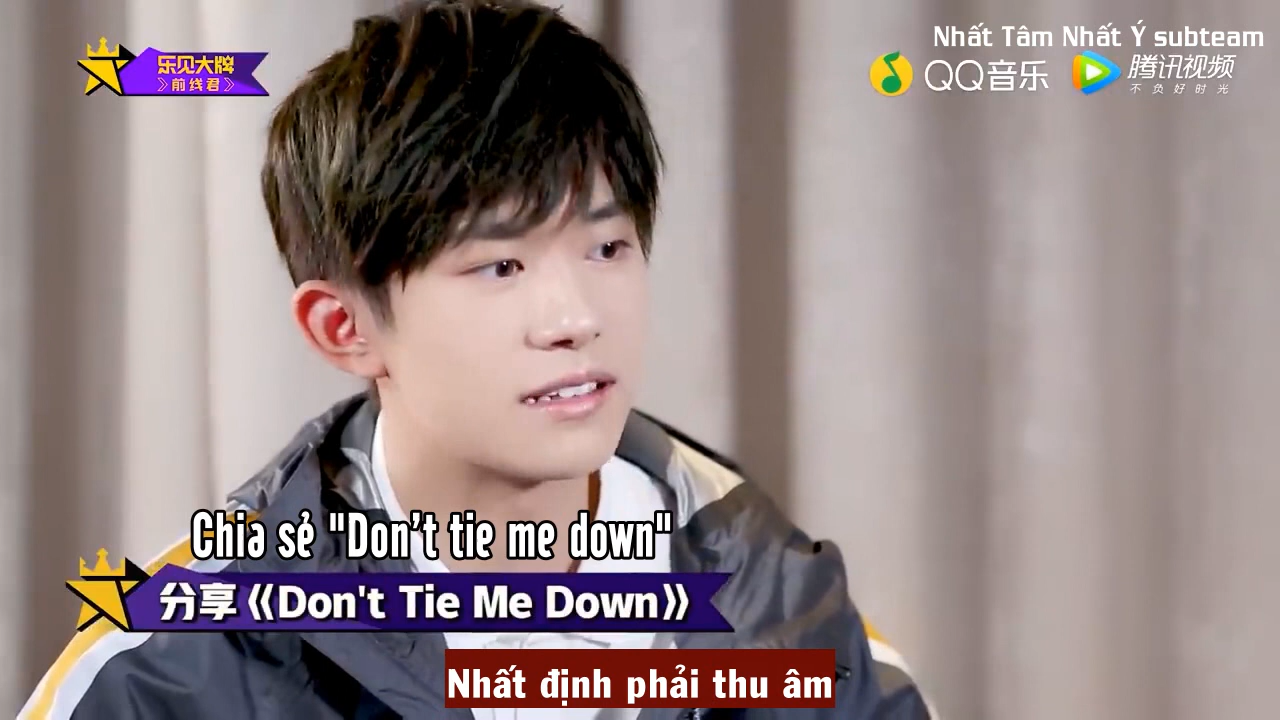 Nhất Tâm Nhất Ý subteam
乐见大牌
》前线君》
QQ音乐
腾讯视频
不负好时光
Chia sẻ "Don't tie me down"
分享《Don't Tie Me Down》
Nhất định phải thu âm